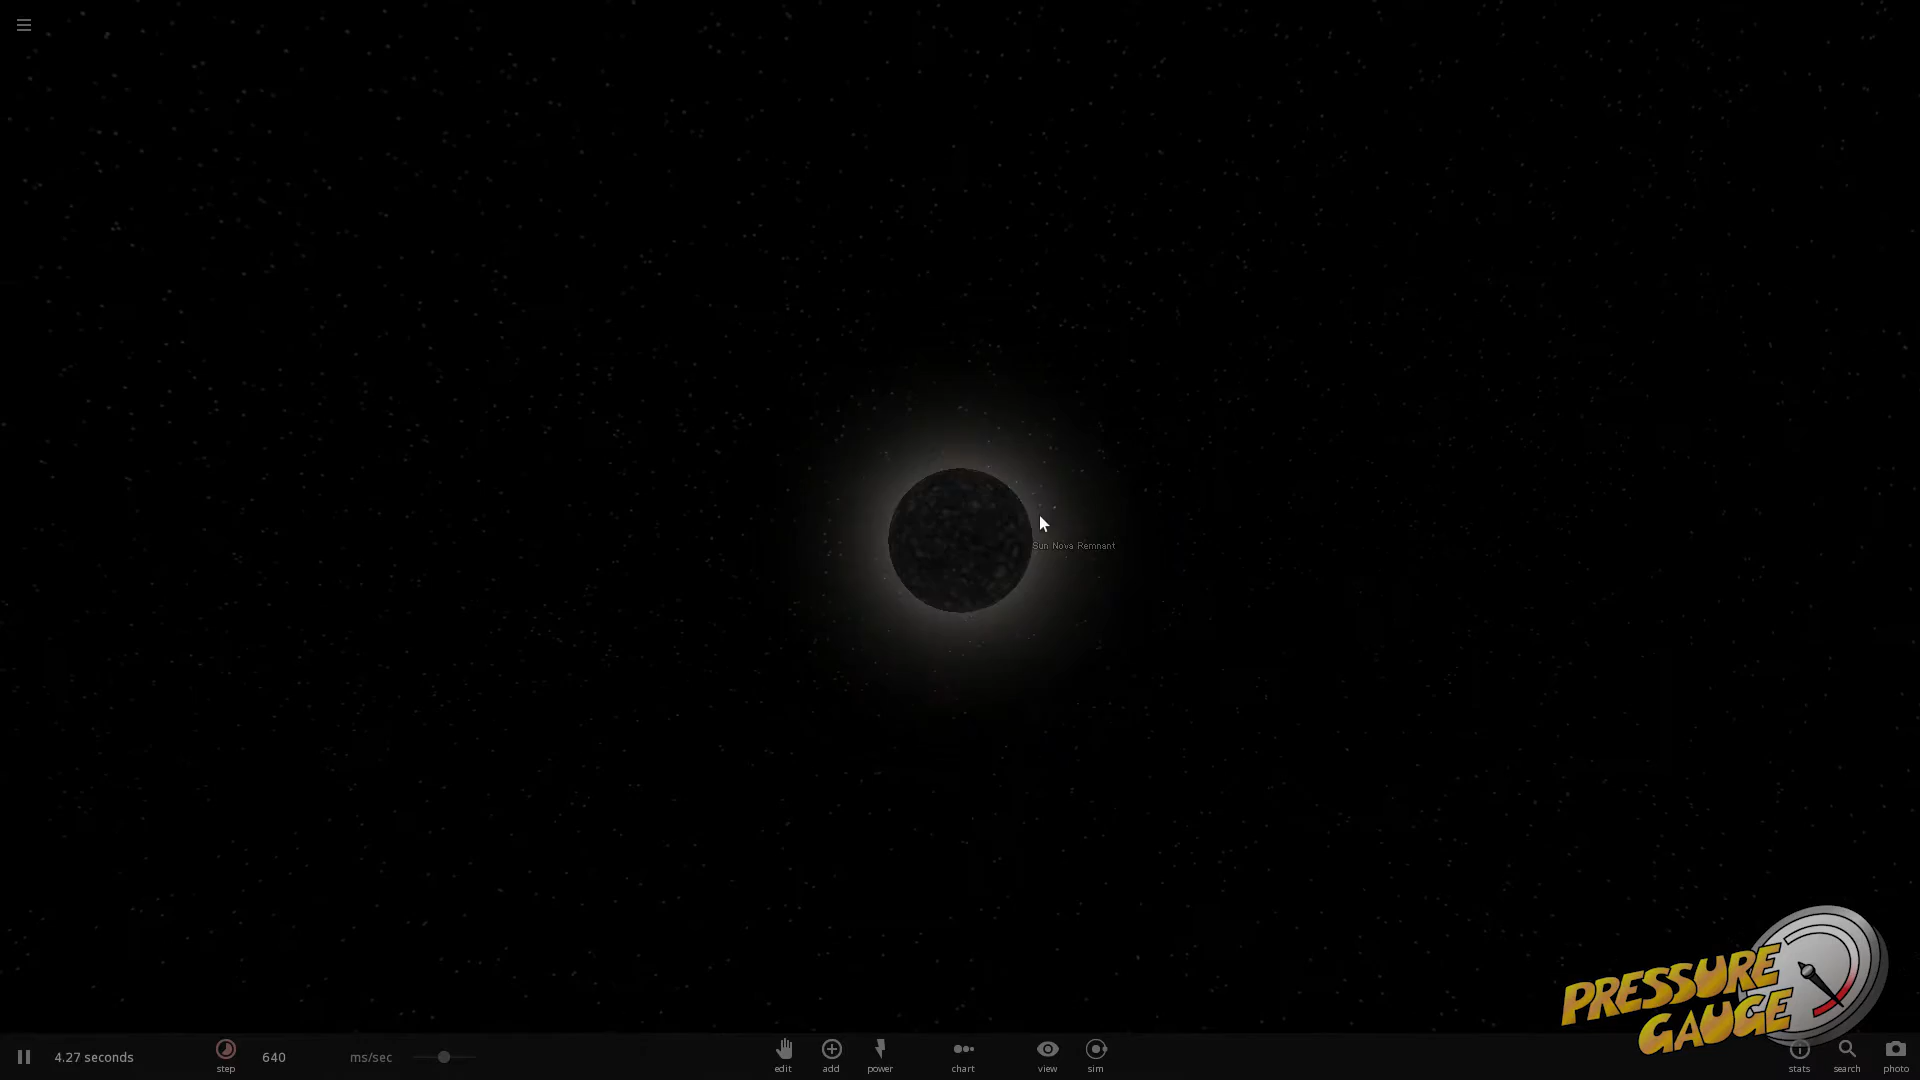 Sun Nova Remnant
PRESSURE
GAUGE
4.27 seconds
step
640
ms/sec
edit
add
power
chart
view
sim
stats
search
photo